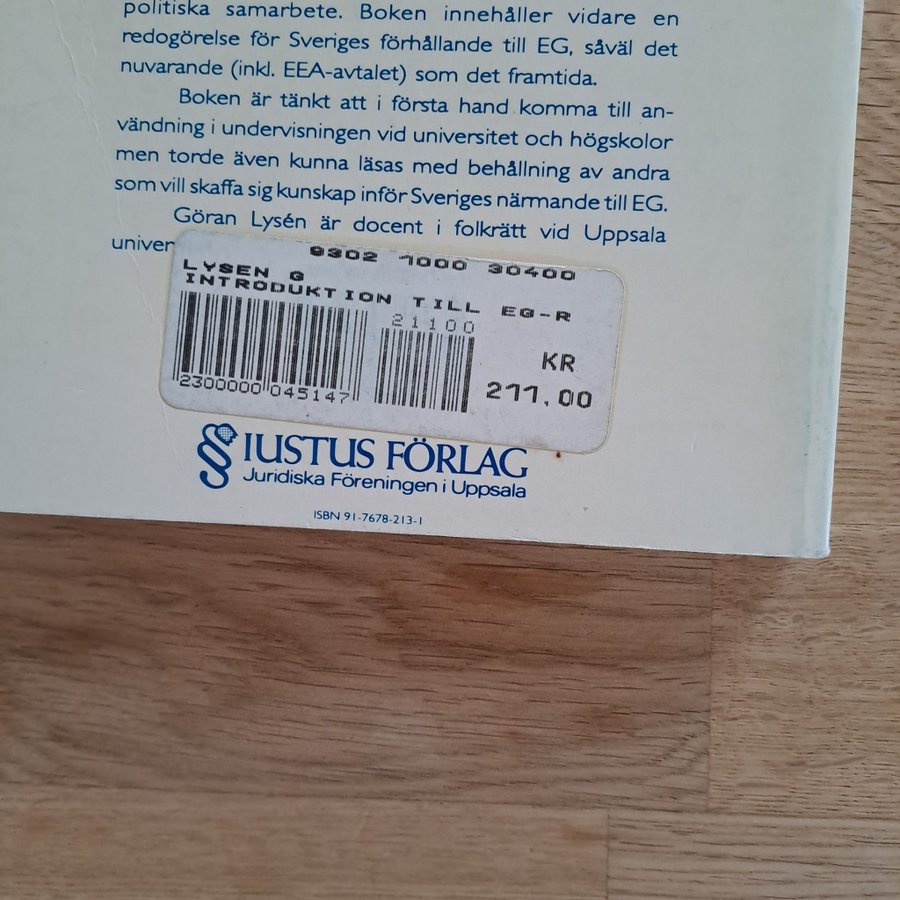 politiska samarbete. Boken innehåller vidare en
redogörelse för Sveriges förhållande till EG, såväl det
nuvarande (inkl. EEA-avtalet) som det framtida.
Boken är tänkt att i första hand komma till an-
vändning i undervisningen vid universitet och högskolor
men torde även kunna läsas med behållning av andra
som vill skaffa sig kunskap inför Sveriges närmande till EG.
Göran Lysén är docent i folkrätt vid Uppsala
univer
9302 1000 30400
LYSEN G
INTRODUKTION TILL EG-R
21100
KR
211.00
2300000 045147
§ IUSTUS FÖRLAG
Juridiska Föreningen i Uppsala
ISBN 91-7678-213-1